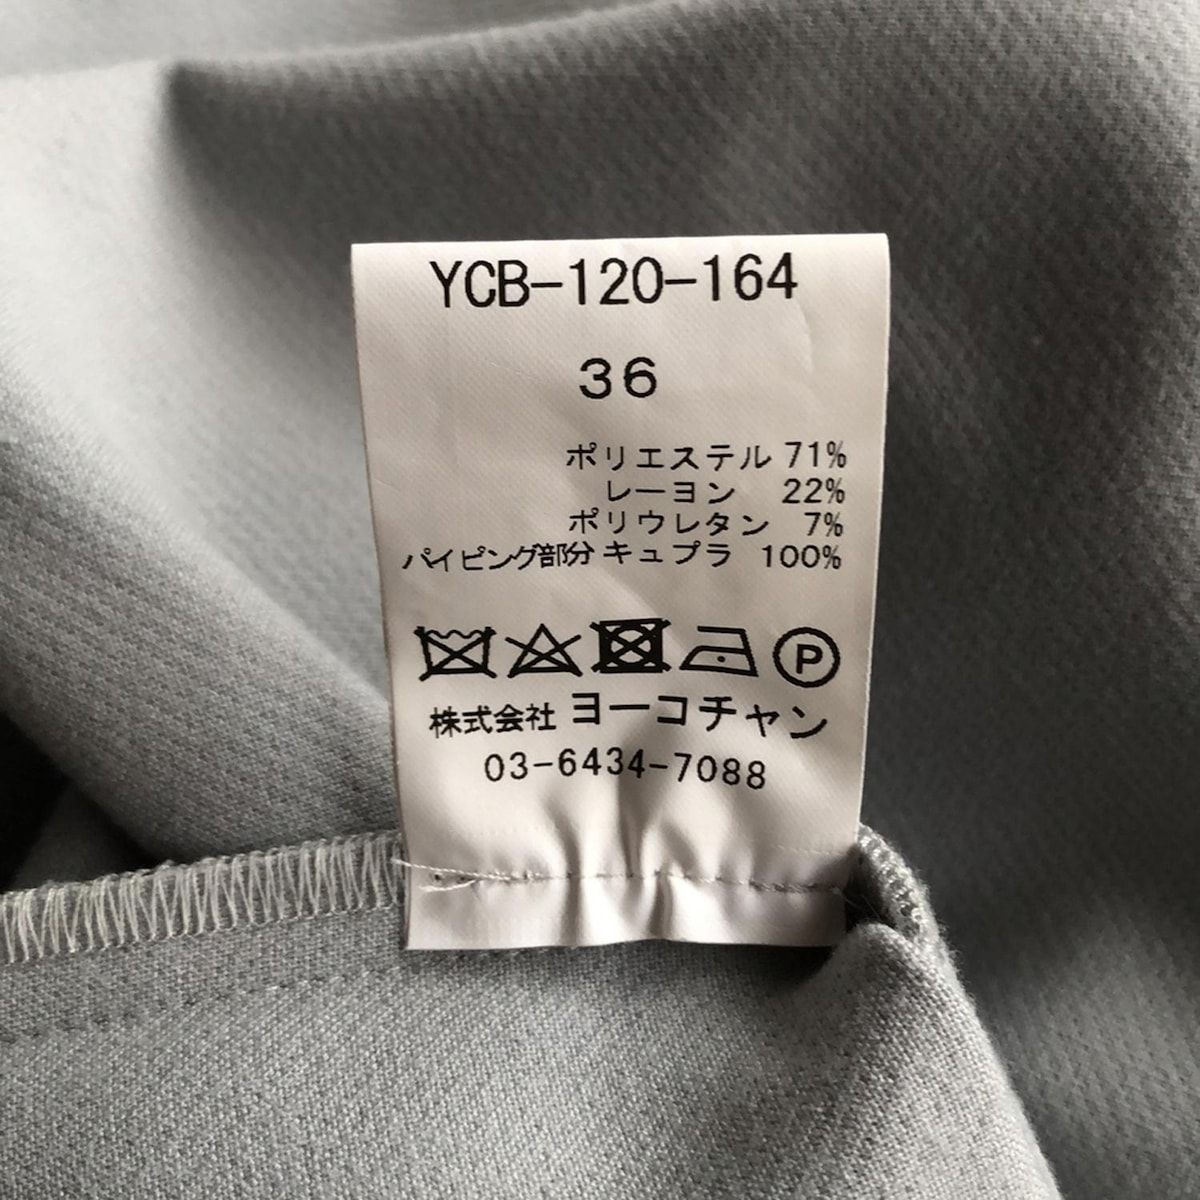 YCB-120-164
36
ポリエステル 71%
レーヨン 22%
ポリウレタン 7%
パイピング部分 キュプラ 100%
P
株式会社 ヨーコチャン
03-6434-7088